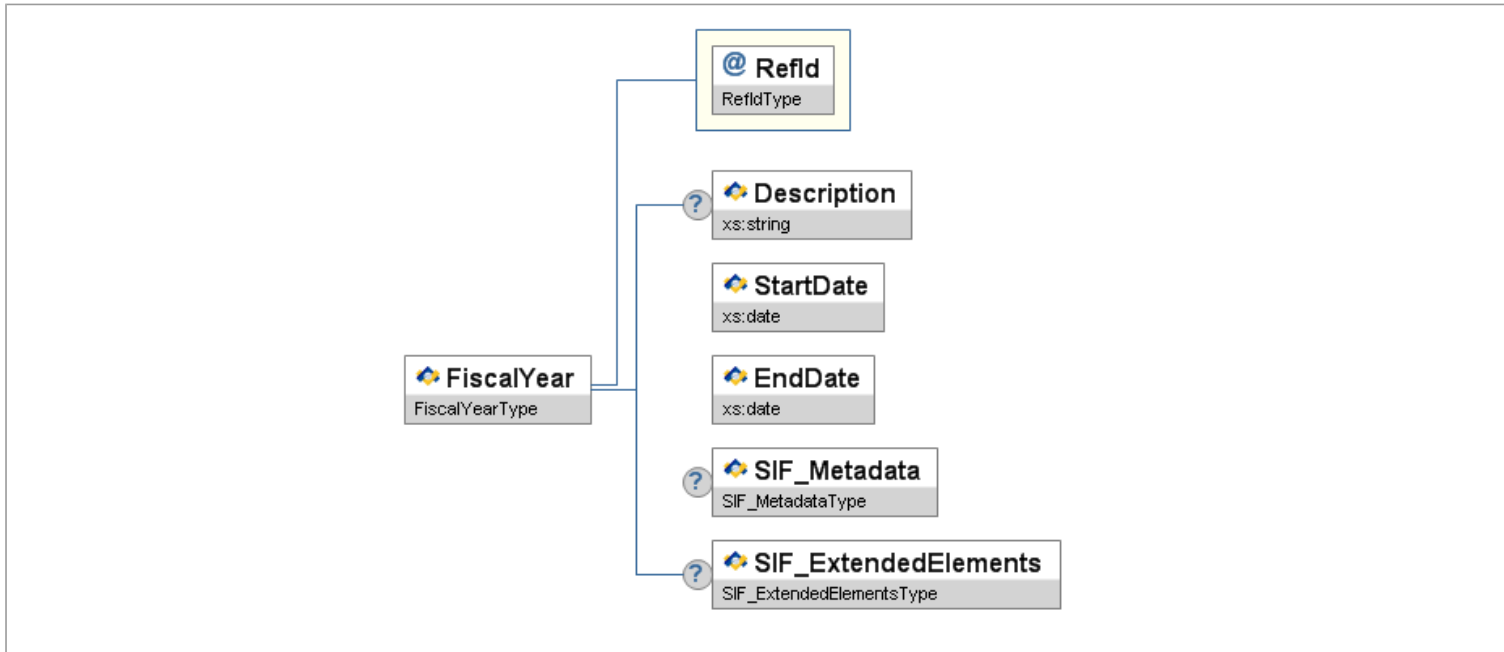 @ RefId
RefIdType
? Description
xs:string
StartDate
xs:date
FiscalYear
FiscalYearType
EndDate
xs:date
? SIF_Metadata
SIF_MetadataType
? SIF_ExtendedElements
SIF_ExtendedElementsType